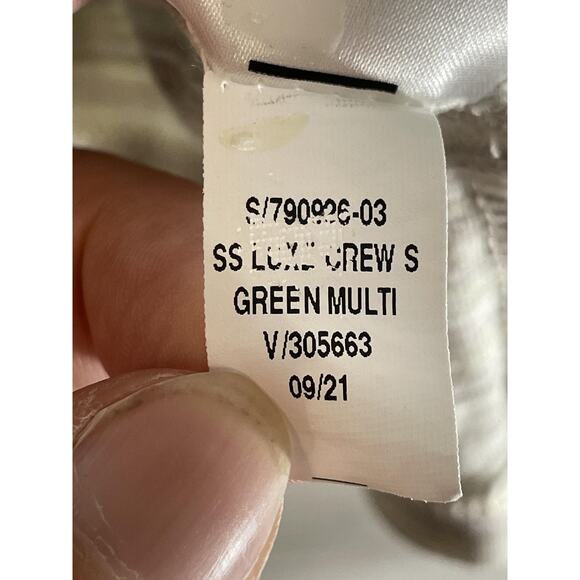 S/790926-03
SS LUXE CREW S
GREEN MULTI
V/305663
09/21